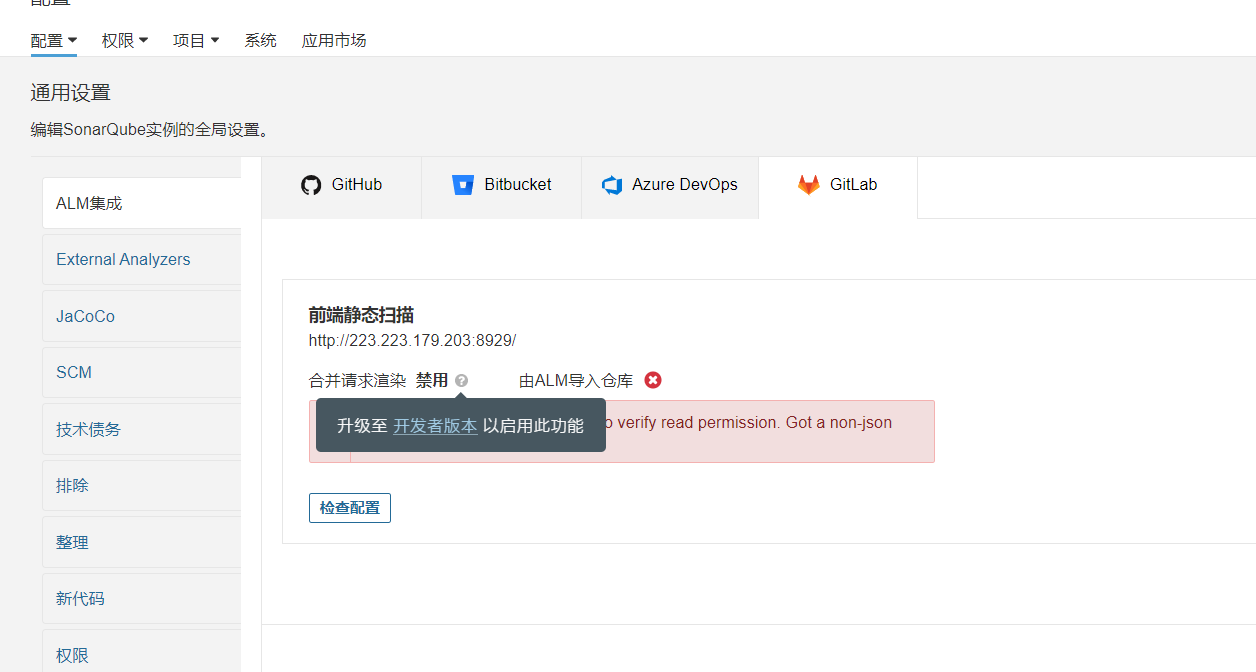 配置
配置 权限 项目 系统 应用市场
通用设置
编辑SonarQube实例的全局设置。
GitHub Bitbucket Azure DevOps GitLab
ALM集成
External Analyzers
JaCoCo
SCM
技术债务
排除
整理
新代码
权限
前端静态扫描
http://223.223.179.203:8929/
合并请求渲染 禁用 ? 由ALM导入仓库
升级至 开发者版本 以启用此功能
verify read permission. Got a non-json
检查配置